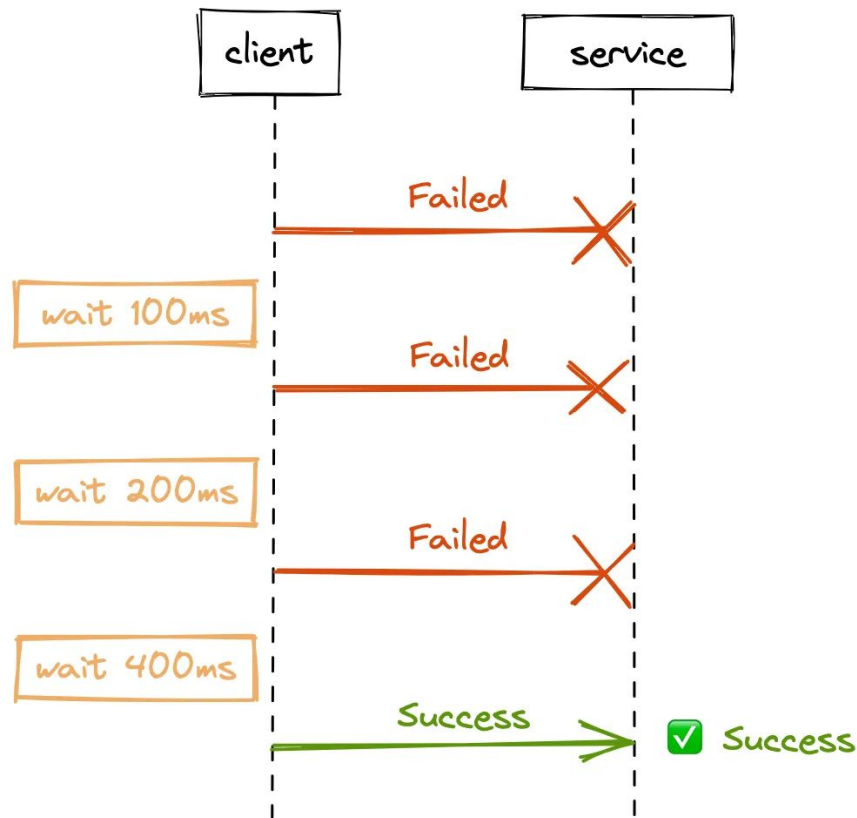 client
service
Failed
wait 100ms
Failed
wait 200ms
Failed
wait 400ms
Success
✅ Success